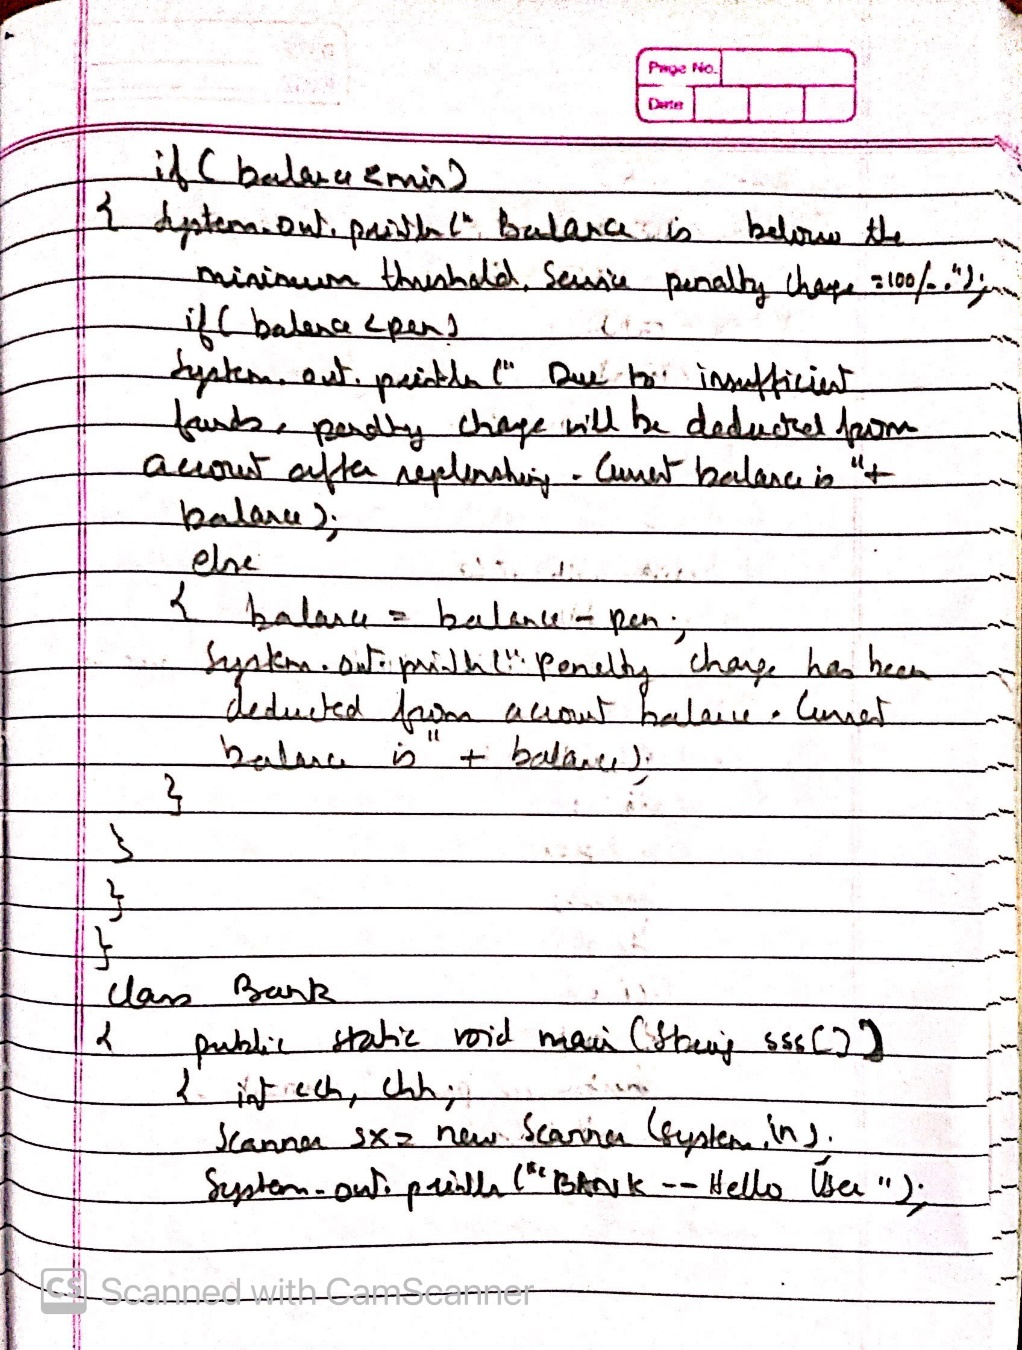 Page No.
Date
if ( balance <min)
{ System.out.println (" Balance is below the
minimum threshold, Service penalty charge =100/-.");
if( balance <pen)
System.out.println (" Due to insufficient
funds, penalty charge will be deducted from
account after replenshing. Current balance is "+
balance);
else
{ balance = balance - pen;
System.out.println (" Penalty charge has been
deducted from account balance. Current
balance is" + balance);
}
}
}
}
class Bank
{ public static void main (String sss[])
{ int cch, chh;
Scanner sx= new Scanner (System.in);
System.out.println (" BANK -- Hello User ");
CS Scanned with CamScanner